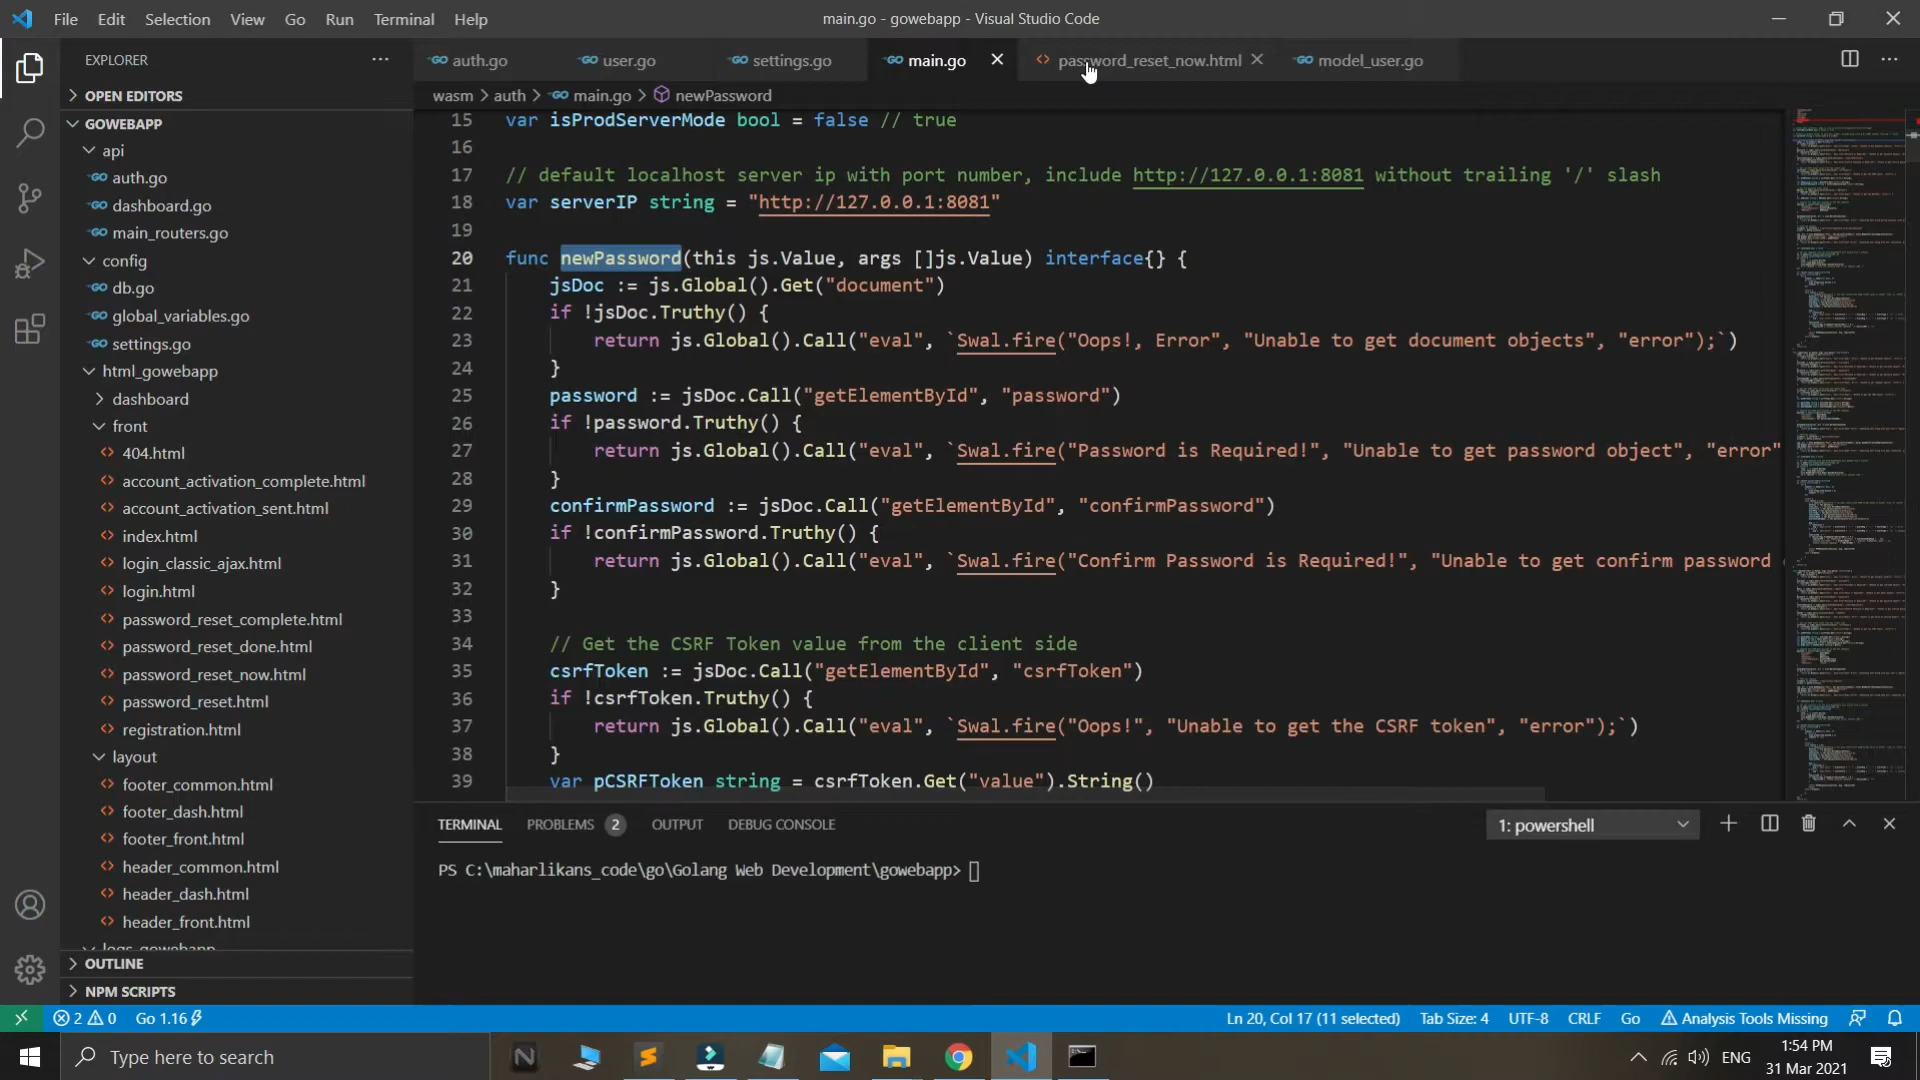 File Edit Selection View Go Run Terminal Help
main.go - gowebapp - Visual Studio Code
EXPLORER
OPEN EDITORS
GOWEBAPP
api
auth.go
dashboard.go
main_routers.go
config
db.go
global_variables.go
settings.go
html_gowebapp
dashboard
front
404.html
account_activation_complete.html
account_activation_sent.html
index.html
login_classic_ajax.html
login.html
password_reset_complete.html
password_reset_done.html
password_reset_now.html
password_reset.html
registration.html
layout
footer_common.html
footer_dash.html
footer_front.html
header_common.html
header_dash.html
header_front.html
logs_gowebapp
OUTLINE
NPM SCRIPTS
auth.go user.go settings.go main.go password_reset_now.html model_user.go
wasm > auth > main.go > newPassword
15 var isProdServerMode bool = false // true
16
17 // default localhost server ip with port number, include http://127.0.0.1:8081 without trailing '/' slash
18 var serverIP string = "http://127.0.0.1:8081"
19
20 func newPassword(this js.Value, args []js.Value) interface{} {
21 jsDoc := js.Global().Get("document")
22 if !jsDoc.Truthy() {
23 return js.Global().Call("eval", `Swal.fire("Oops!, Error", "Unable to get document objects", "error");`)
24 }
25 password := jsDoc.Call("getElementById", "password")
26 if !password.Truthy() {
27 return js.Global().Call("eval", `Swal.fire("Password is Required!", "Unable to get password object", "error"
28 }
29 confirmPassword := jsDoc.Call("getElementById", "confirmPassword")
30 if !confirmPassword.Truthy() {
31 return js.Global().Call("eval", `Swal.fire("Confirm Password is Required!", "Unable to get confirm password
32 }
33
34 // Get the CSRF Token value from the client side
35 csrfToken := jsDoc.Call("getElementById", "csrfToken")
36 if !csrfToken.Truthy() {
37 return js.Global().Call("eval", `Swal.fire("Oops!", "Unable to get the CSRF token", "error");`)
38 }
39 var pCSRFToken string = csrfToken.Get("value").String()
TERMINAL PROBLEMS 2 OUTPUT DEBUG CONSOLE
1: powershell
PS C:\maharlikans_code\go\Golang Web Development\gowebapp>
2 0 Go 1.16
Ln 20, Col 17 (11 selected) Tab Size: 4 UTF-8 CRLF Go Analysis Tools Missing
Type here to search
ENG
1:54 PM
31 Mar 2021